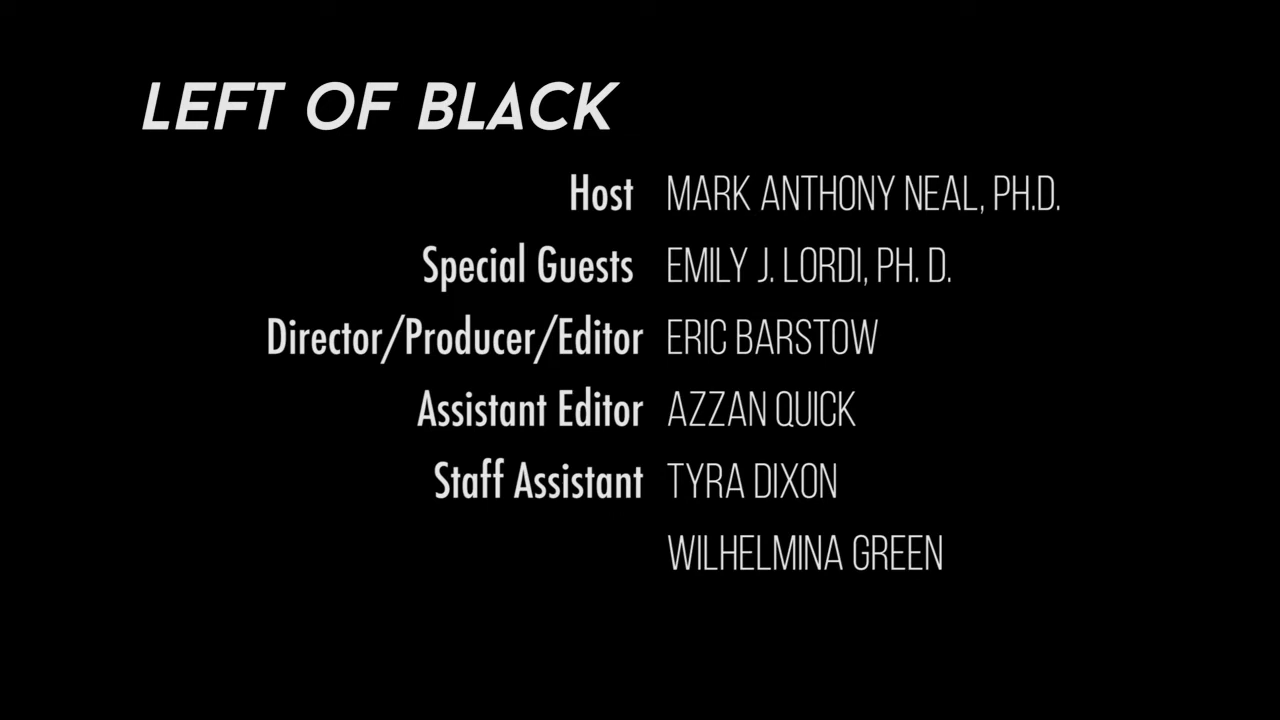 LEFT OF BLACK
Host MARK ANTHONY NEAL, PH.D.
Special Guests EMILY J. LORDI, PH. D.
Director/Producer/Editor ERIC BARSTOW
Assistant Editor AZZAN QUICK
Staff Assistant TYRA DIXON
WILHELMINA GREEN